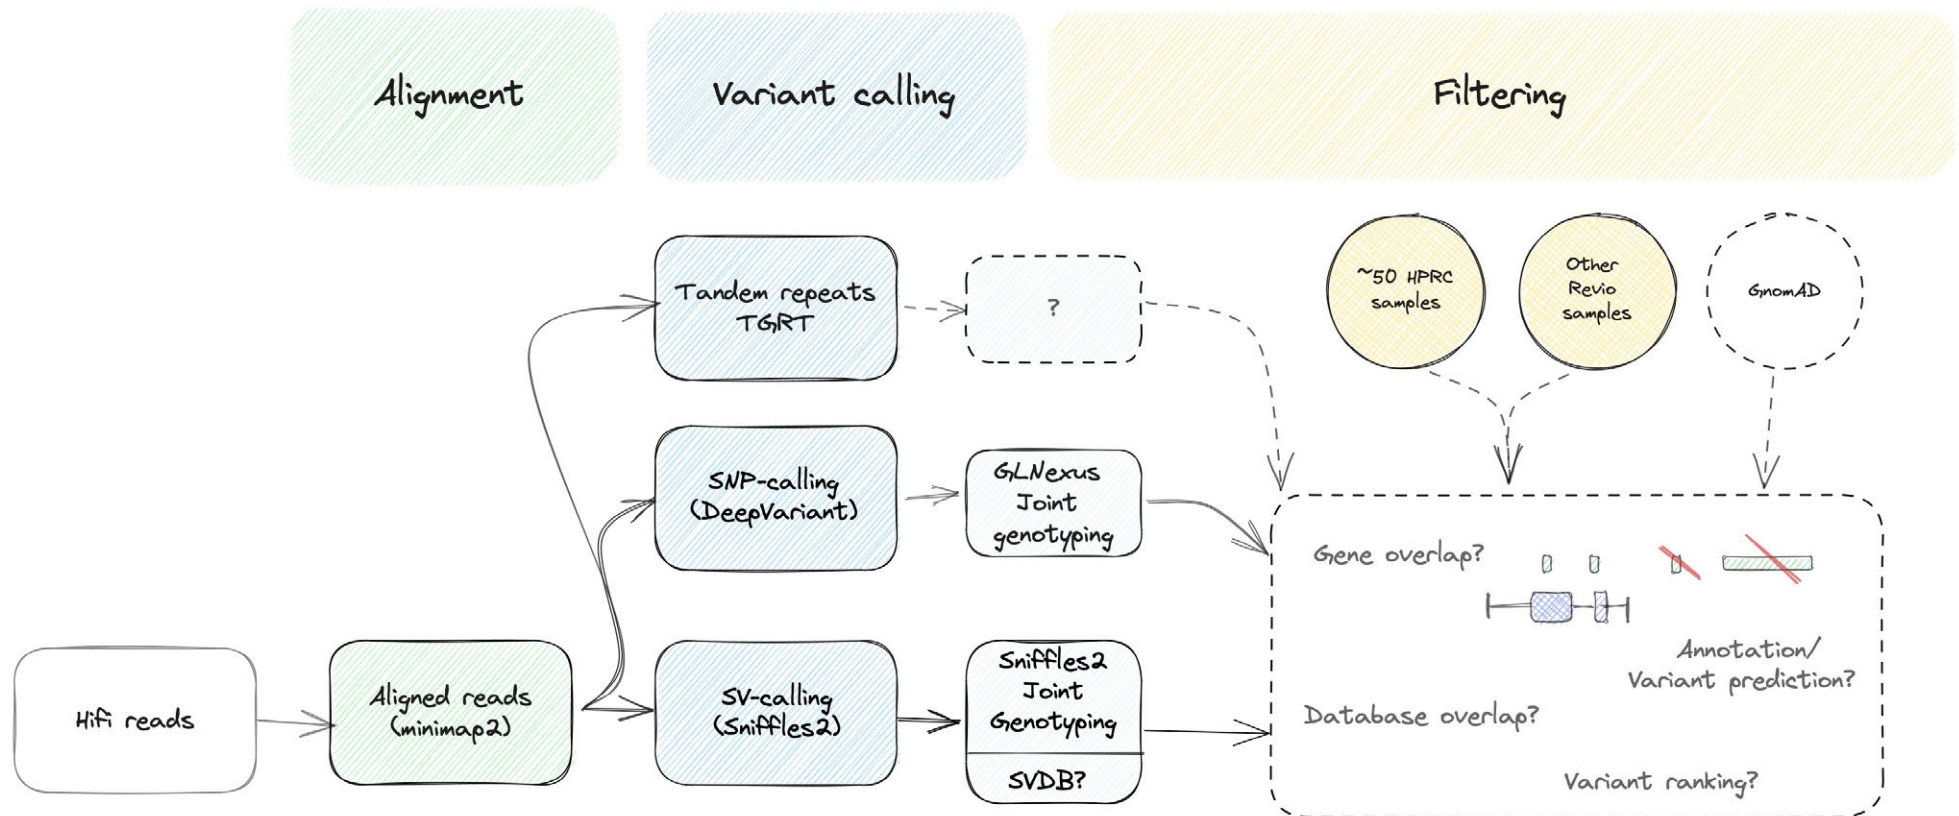 Alignment
Variant calling
Filtering
Tandem repeats
TGRT
?
~50 HPRC
samples
Other
Revio
samples
GnomAD
SNP-calling
(DeepVariant)
GLNexus
Joint
genotyping
Gene overlap?
Hifi reads
Aligned reads
(minimap2)
SV-calling
(Sniffles2)
Sniffles2
Joint
Genotyping
SVDB?
Annotation/
Variant prediction?
Database overlap?
Variant ranking?